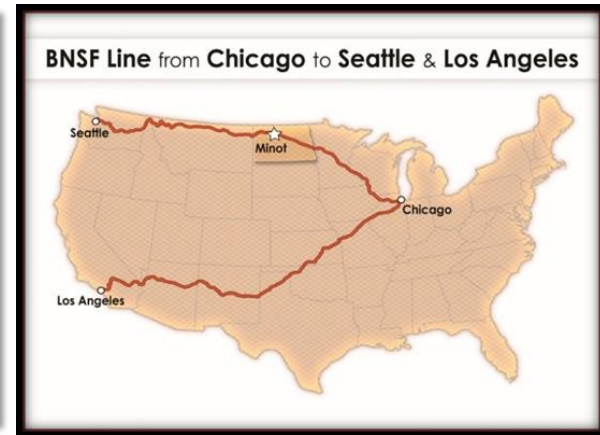 BNSF Line from Chicago to Seattle & Los Angeles
Seattle
Minot
Chicago
Los Angeles